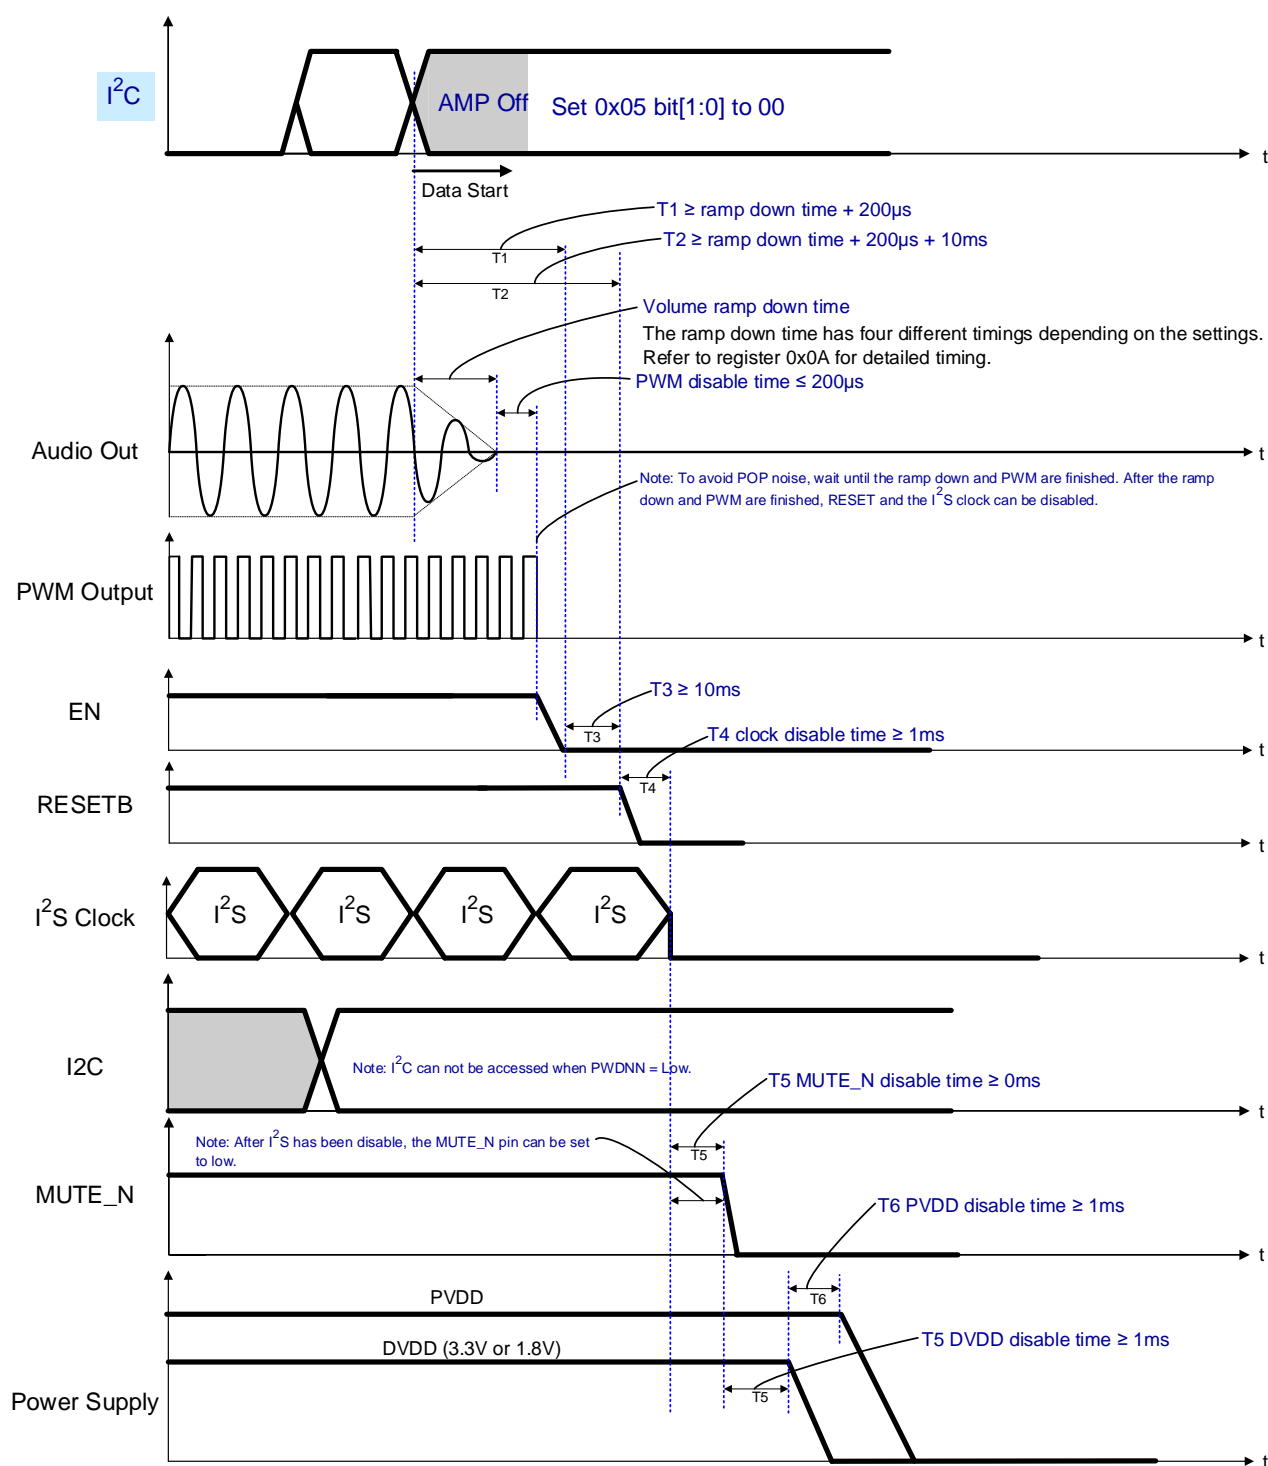 I2C
AMP Off
Set 0x05 bit[1:0] to 00
t
Data Start
T1 ≥ ramp down time + 200µs
T2 ≥ ramp down time + 200µs + 10ms
T1
T2
Volume ramp down time
The ramp down time has four different timings depending on the settings.
Refer to register 0x0A for detailed timing.
PWM disable time ≤ 200µs
Audio Out
t
Note: To avoid POP noise, wait until the ramp down and PWM are finished. After the ramp
down and PWM are finished, RESET and the I2S clock can be disabled.
PWM Output
t
T3 ≥ 10ms
EN
T3
T4 clock disable time ≥ 1ms
t
T4
RESETB
t
I2S Clock
I2S
I2S
I2S
I2S
t
I2C
Note: I2C can not be accessed when PWDNN = Low.
T5 MUTE_N disable time ≥ 0ms
t
Note: After I2S has been disable, the MUTE_N pin can be set
to low.
T5
MUTE_N
T6 PVDD disable time ≥ 1ms
t
PVDD
T6
DVDD (3.3V or 1.8V)
T5 DVDD disable time ≥ 1ms
Power Supply
T5
t